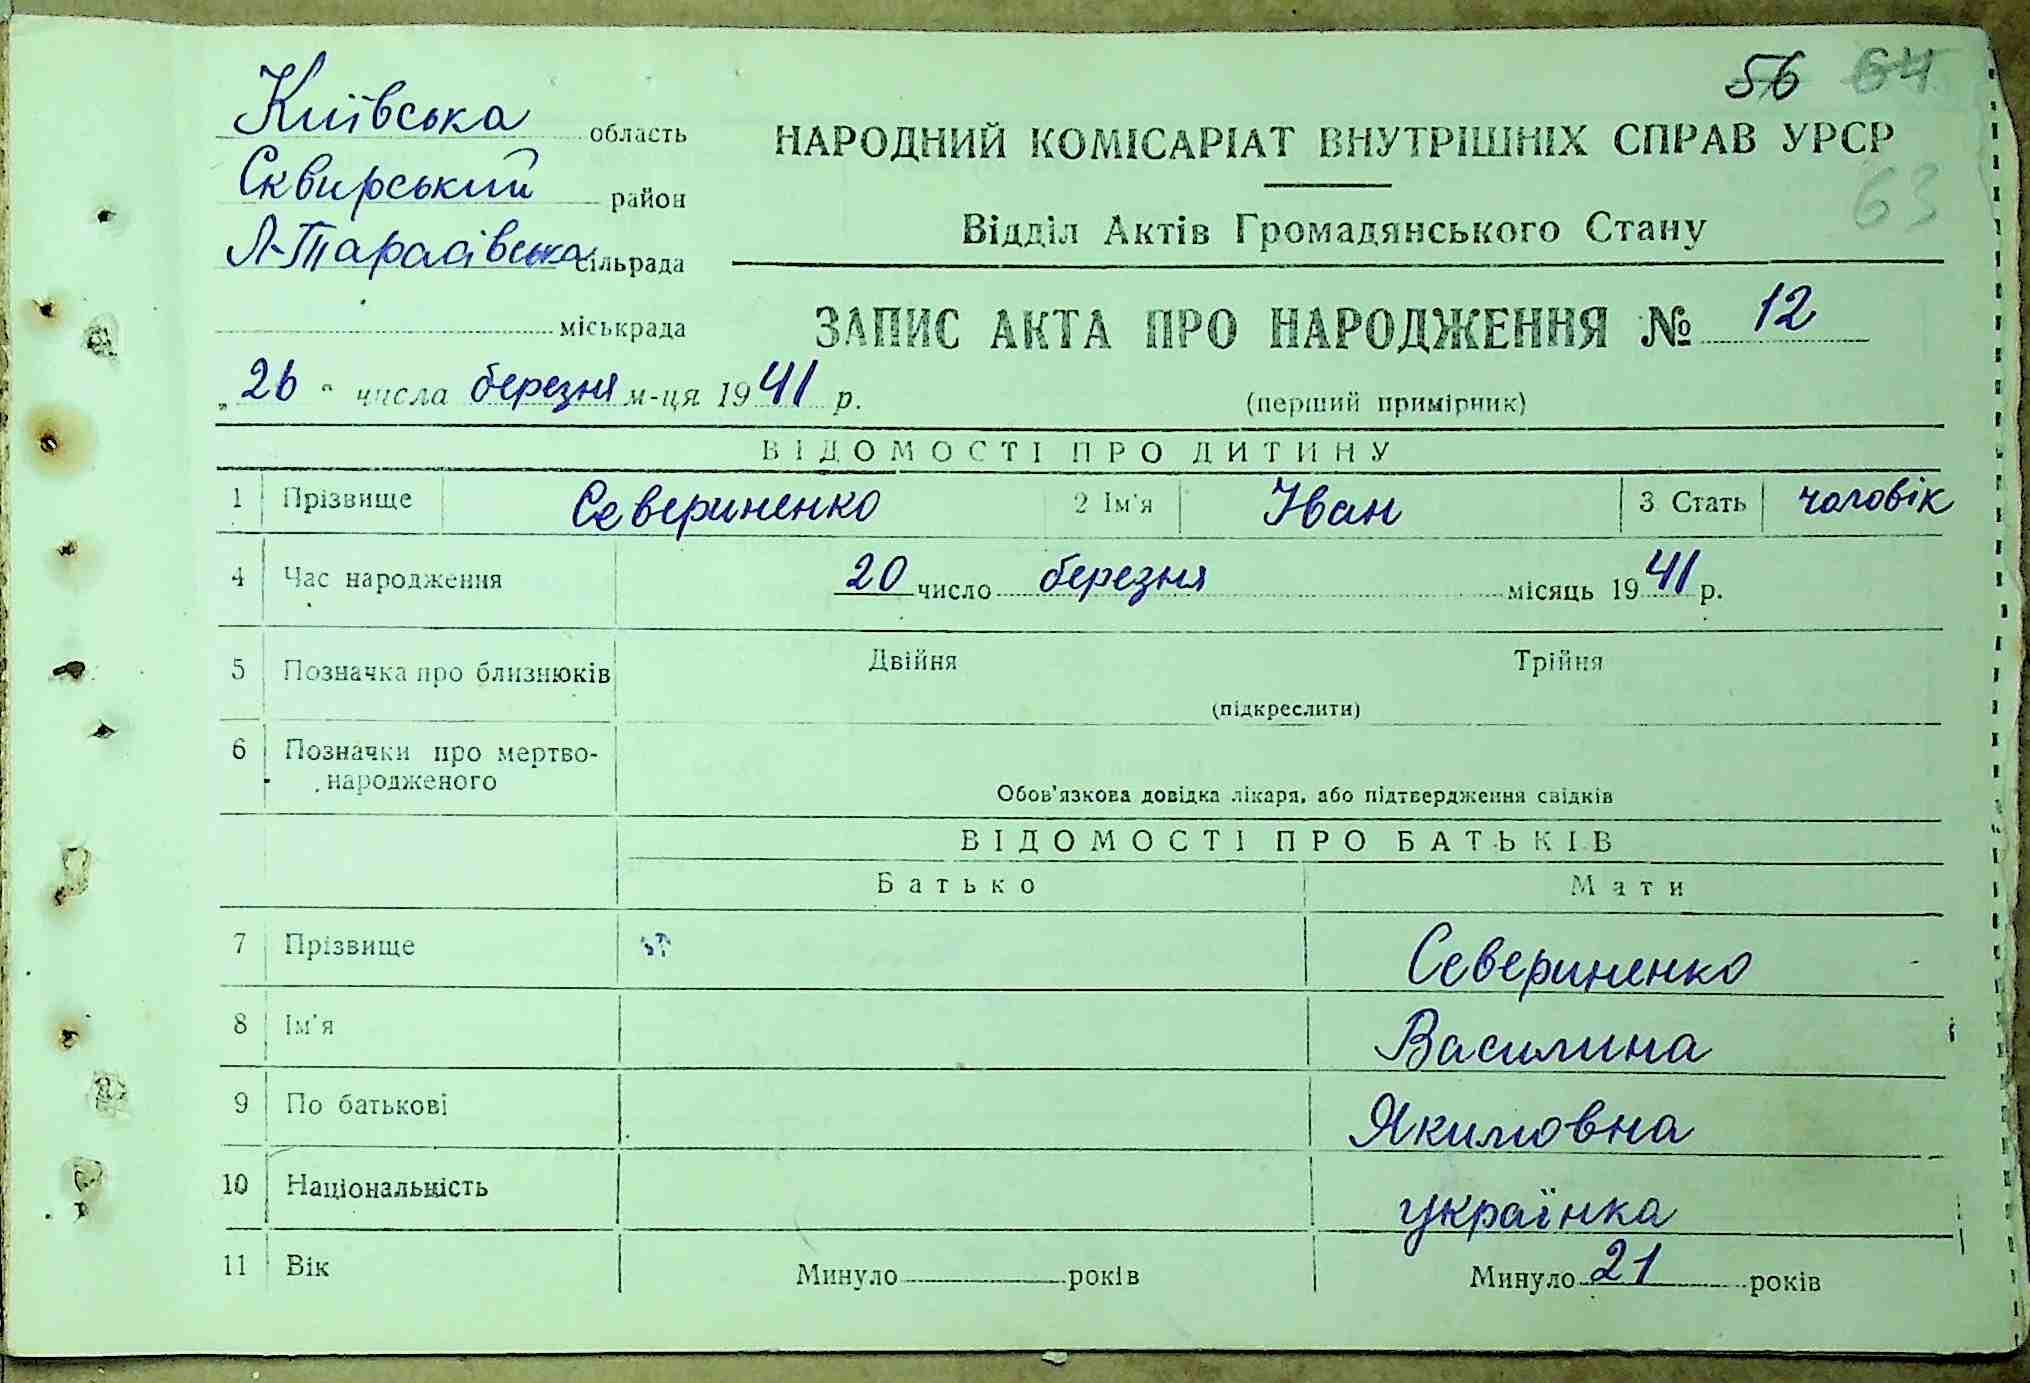 56 64
Київська область
Сквирський район
Л-Тарасівська сільрада
міськрада
НАРОДНИЙ КОМІСАРІАТ ВНУТРІШНІХ СПРАВ УРСР
63
Відділ Актів Громадянського Стану
ЗАПИС АКТА ПРО НАРОДЖЕННЯ № 12
„ 26 " числа березня м-ця 1941 р.
(перший примірник)
ВІДОМОСТІ ПРО ДИТИНУ
1 Прізвище Севериненко 2 Ім'я Іван 3 Стать чоловік
4 Час народження 20 число березня місяць 1941 р.
5 Позначка про близнюків Двійня Трійня
(підкреслити)
6 Позначки про мертво-
народженого
Обов'язкова довідка лікаря, або підтвердження свідків
ВІДОМОСТІ ПРО БАТЬКІВ
Батько Мати
7 Прізвище Севериненко
8 Ім'я Василина
9 По батькові Якимовна
10 Національність українка
11 Вік Минуло років Минуло 21 років